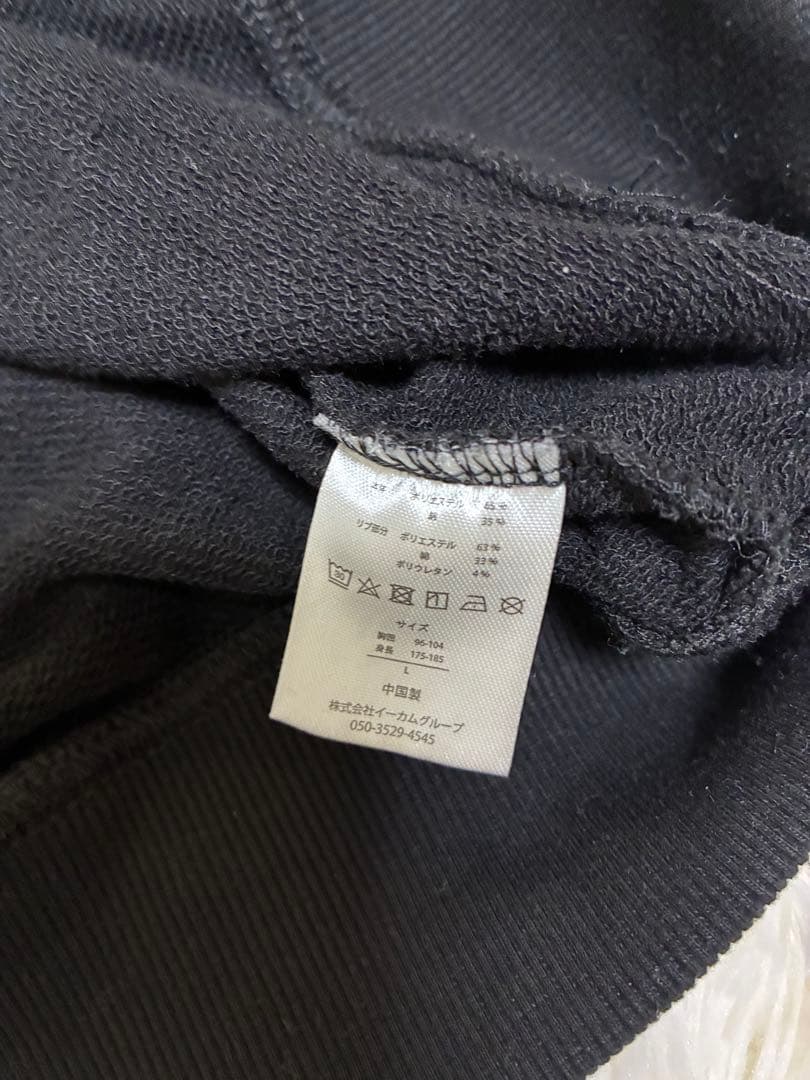 本体 ポリエステル 65%
綿 35%
リブ部分 ポリエステル 63%
綿 33%
ポリウレタン 4%
30
サイズ
胸囲 96-104
身長 175-185
L
中国製
株式会社イーカムグループ
050-3529-4545